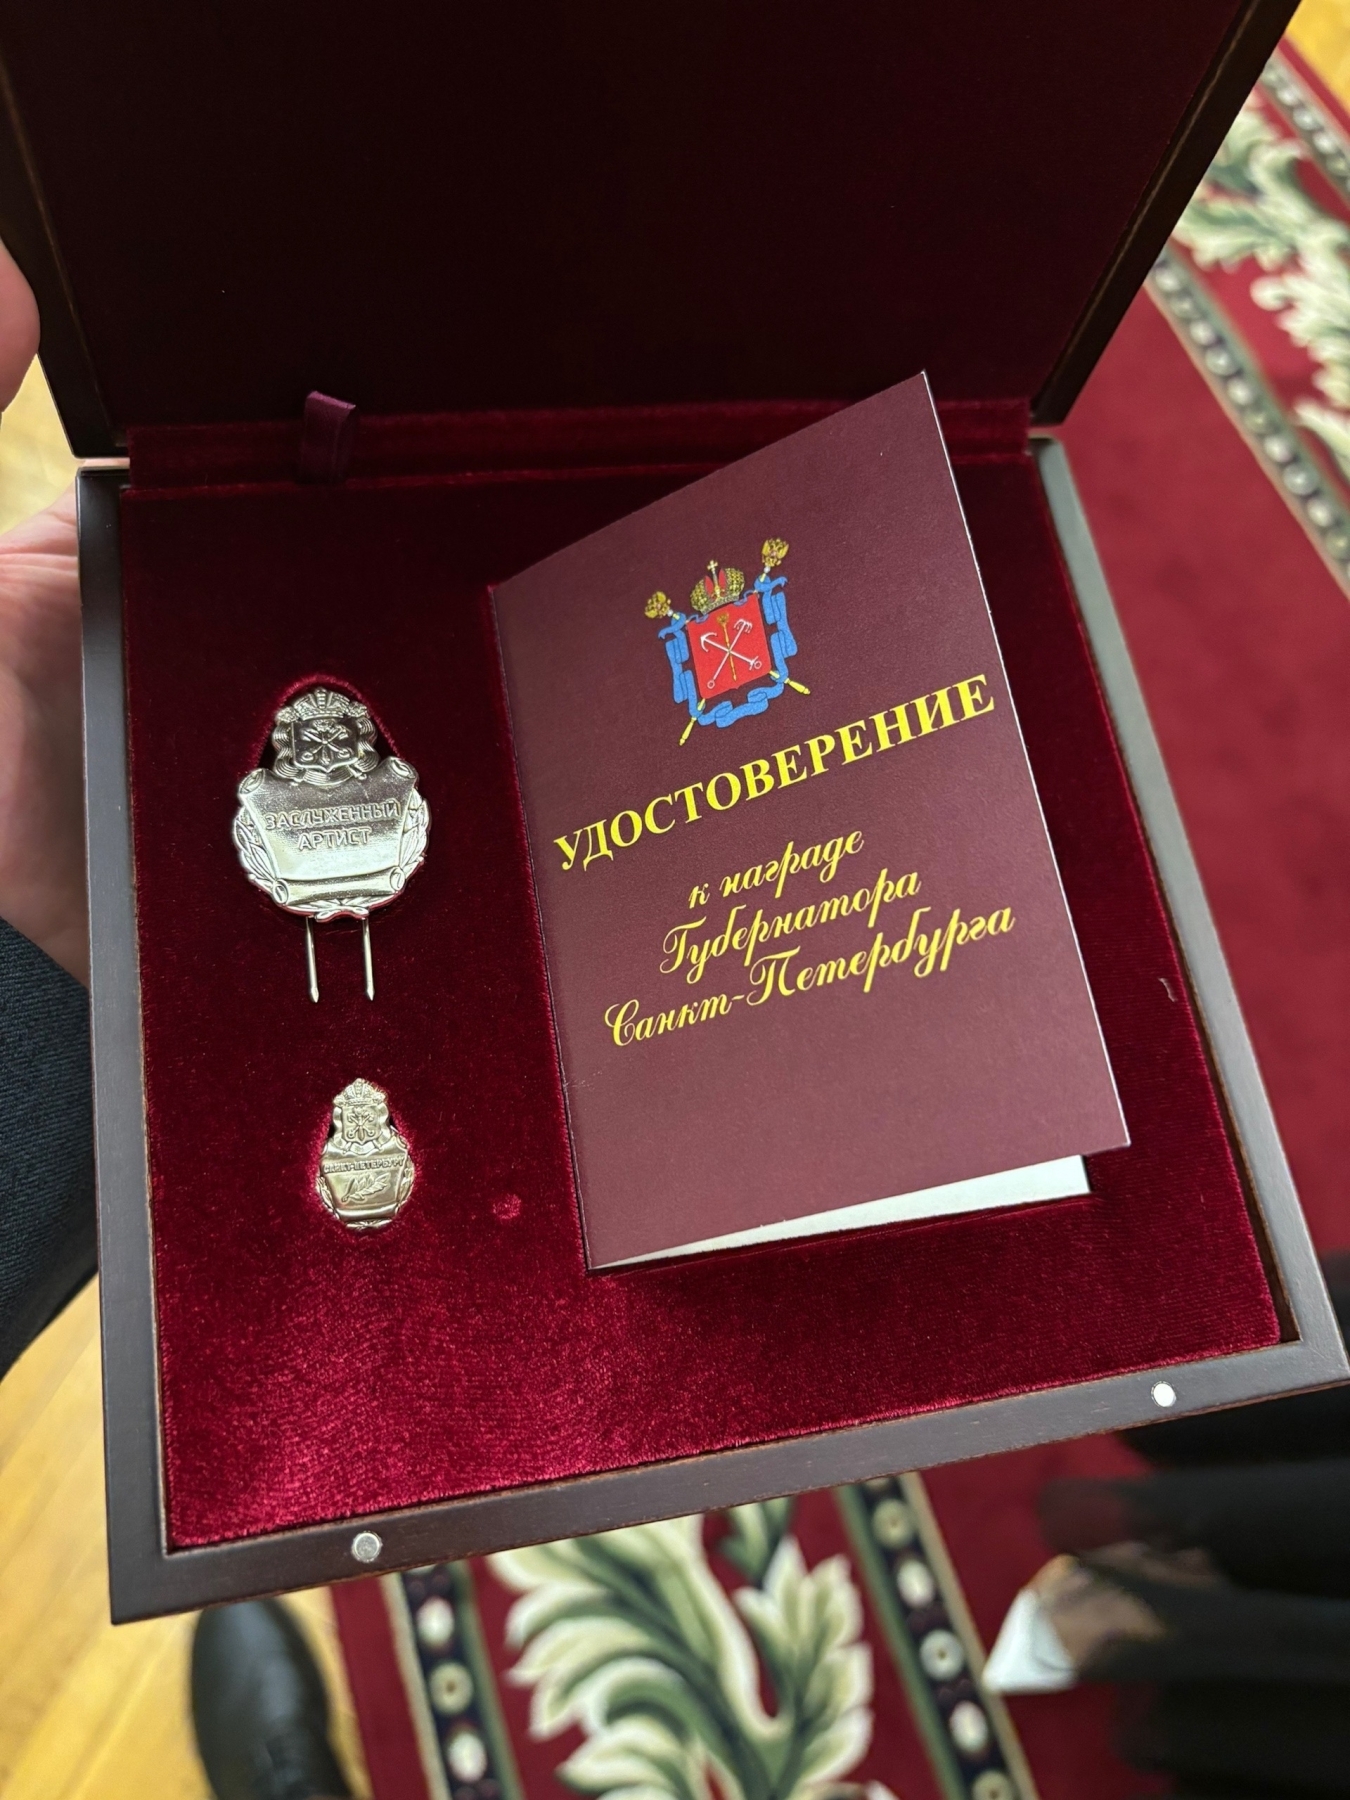 ЗАСЛУЖЕННЫЙ
АРТИСТ
САНКТ-ПЕТЕРБУРГ
УДОСТОВЕРЕНИЕ
к награде
Губернатора
Санкт-Петербурга